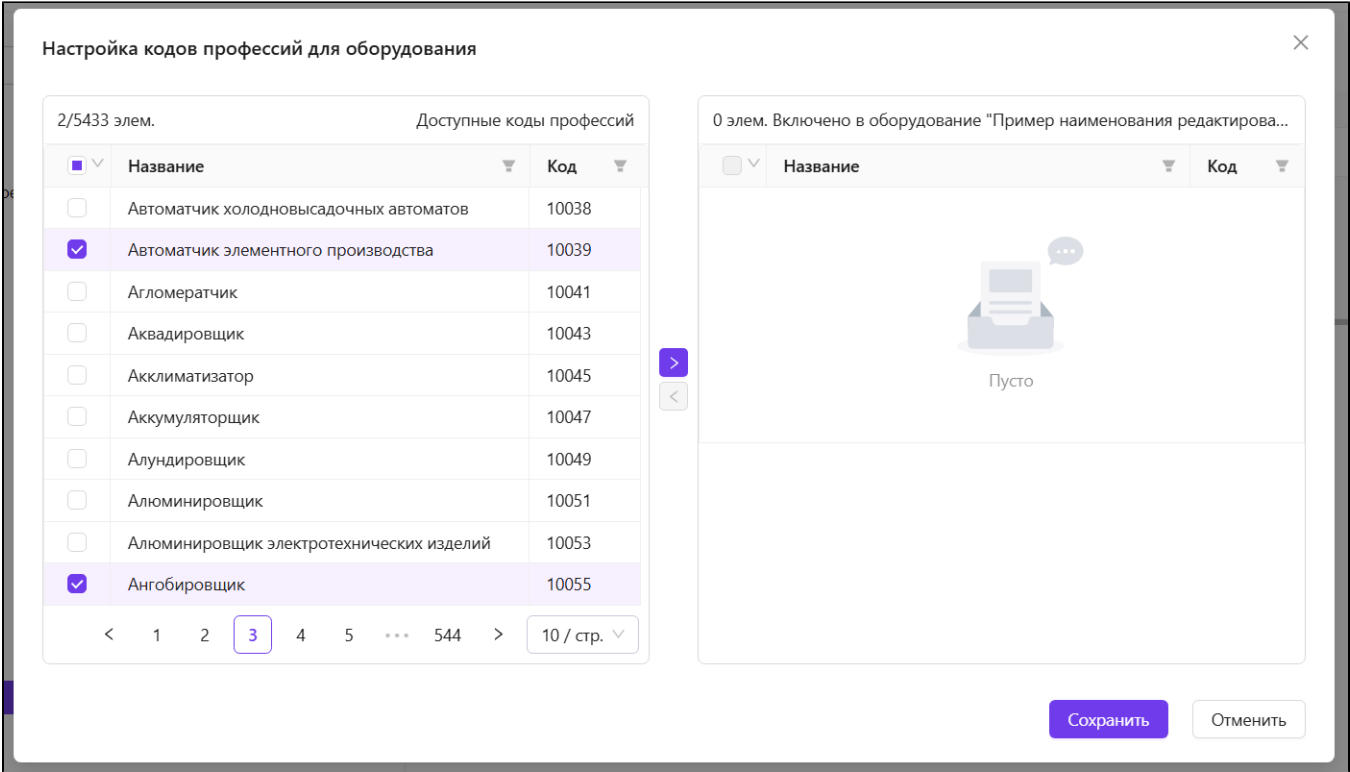 Настройка кодов профессий для оборудования
2/5433 элем. Доступные коды профессий
Название Код
Автоматчик холодновысадочных автоматов 10038
Автоматчик элементного производства 10039
Агломератчик 10041
Аквадировщик 10043
Акклиматизатор 10045
Аккумуляторщик 10047
Алундировщик 10049
Алюминировщик 10051
Алюминировщик электротехнических изделий 10053
Ангобировщик 10055
1 2 3 4 5 ••• 544 10 / стр.
0 элем. Включено в оборудование "Пример наименования редактирова...
Название Код
Пусто
Сохранить Отменить